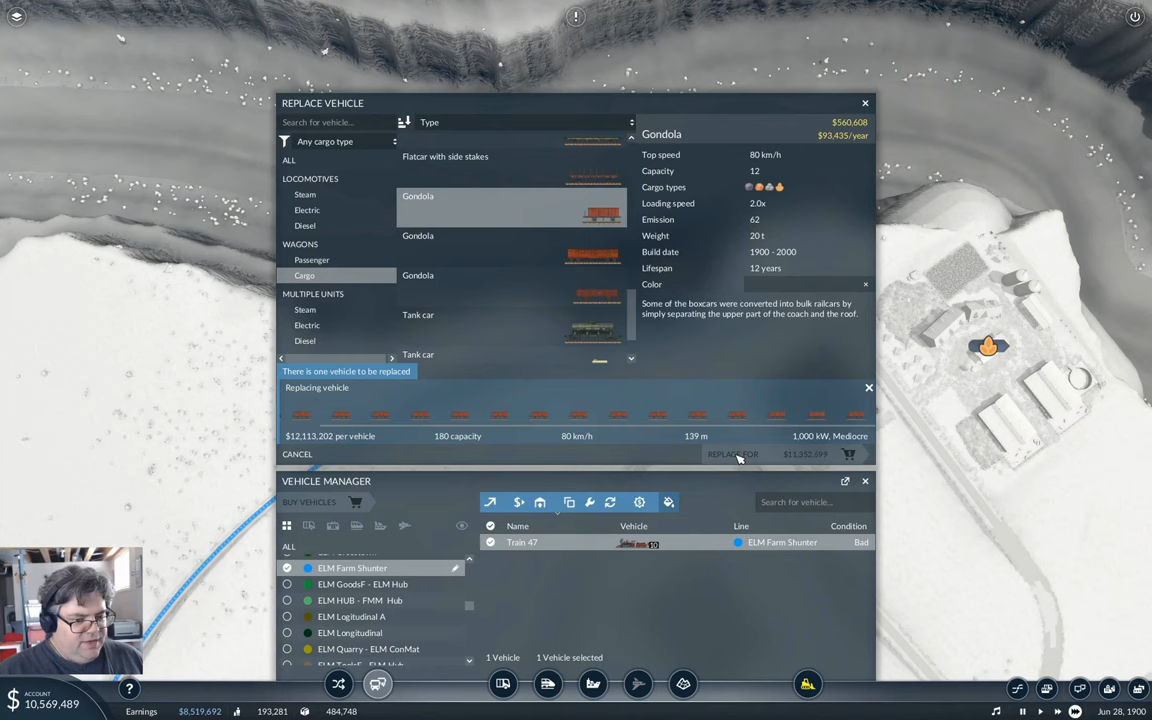 REPLACE VEHICLE
Search for vehicle...
Type
Any cargo type
ALL
LOCOMOTIVES
Steam
Electric
Diesel
WAGONS
Passenger
Cargo
MULTIPLE UNITS
Steam
Electric
Diesel
Flatcar with side stakes
Gondola
Gondola
Gondola
Tank car
Tank car
$560,608
Gondola
$93,435/year
Top speed 80 km/h
Capacity 12
Cargo types
Loading speed 2.0x
Emission 62
Weight 20 t
Build date 1900 - 2000
Lifespan 12 years
Color
Some of the boxcars were converted into bulk railcars by
simply separating the upper part of the coach and the roof.
There is one vehicle to be replaced
Replacing vehicle
$12,113,202 per vehicle 180 capacity 80 km/h 139 m 1,000 kW, Mediocre
CANCEL
REPLACE FOR $11,352,699
VEHICLE MANAGER
BUY VEHICLES
Search for vehicle...
ALL
Name Vehicle Line Condition
Train 47 10 ELM Farm Shunter Bad
ELM Farm Shunter
ELM GoodsF - ELM Hub
ELM HUB - FMM Hub
ELM Logitudinal A
ELM Longitudinal
ELM Quarry - ELM ConMat
1 Vehicle 1 Vehicle selected
$ ACCOUNT
10,569,489
Earnings $8,519,692 193,281 484,748
Jun 28, 1900